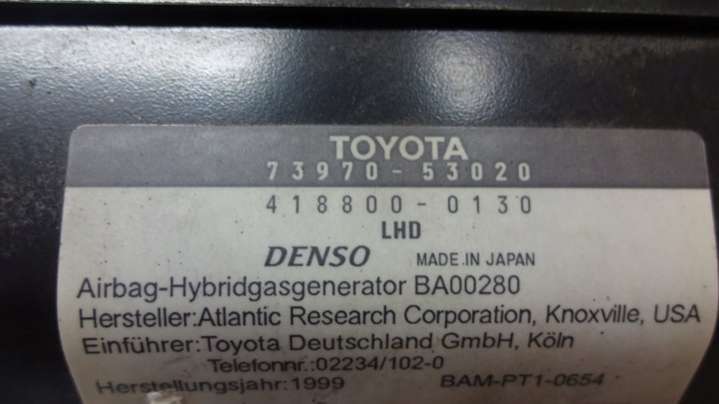 TOYOTA
73970-53020
418800-0130
LHD
DENSO MADE IN JAPAN
Airbag-Hybridgasgenerator BA00280
Hersteller:Atlantic Research Corporation, Knoxville, USA
Einführer:Toyota Deutschland GmbH, Köln
Telefonnr.:02234/102-0
Herstellungsjahr:1999 BAM-PT1-0654